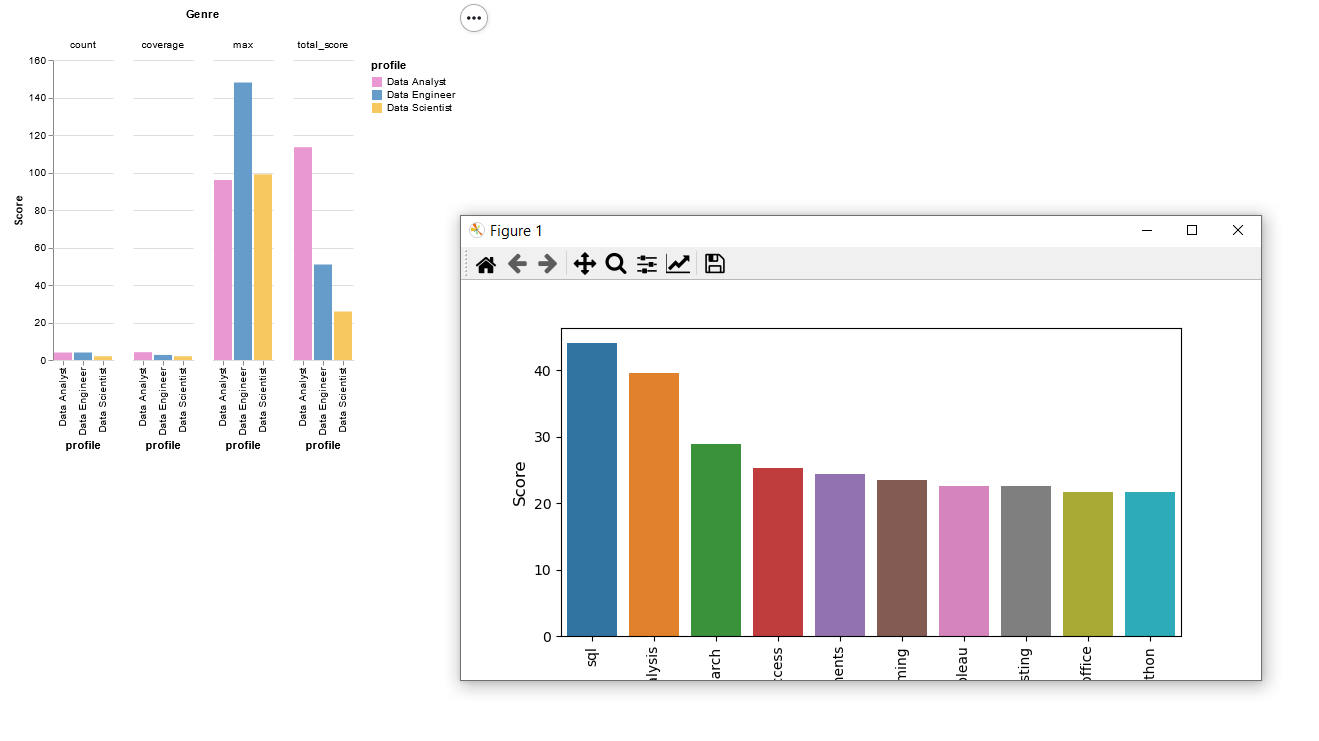 Genre
count coverage max total_score
160
140
120
100
80
60
40
20
0
Score
Data Analyst Data Engineer Data Scientist Data Analyst Data Engineer Data Scientist Data Analyst Data Engineer Data Scientist Data Analyst Data Engineer Data Scientist
profile profile profile profile
profile
Data Analyst
Data Engineer
Data Scientist
Figure 1
40
30
20
10
0
Score
sql lysis arch ccess nents ming bleau sting office thon